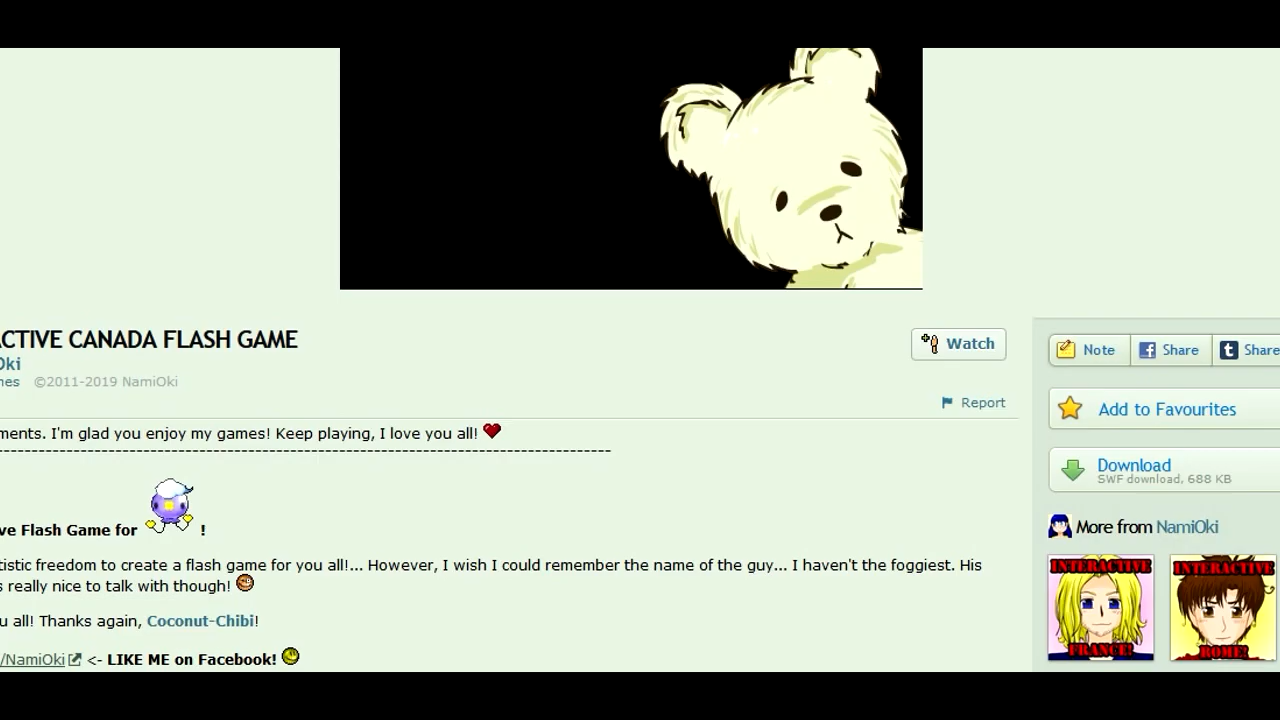 ACTIVE CANADA FLASH GAME
Oki
nes ©2011-2019 NamiOki
Watch
Report
ments. I'm glad you enjoy my games! Keep playing, I love you all!
ve Flash Game for !
tistic freedom to create a flash game for you all!... However, I wish I could remember the name of the guy... I haven't the foggiest. His
s really nice to talk with though!
u all! Thanks again, Coconut-Chibi!
/NamiOki <- LIKE ME on Facebook!
Note Share Share
Add to Favourites
Download
SWF download, 688 KB
More from NamiOki
INTERACTIVE
FRANCE!
INTERACTIVE
ROME!